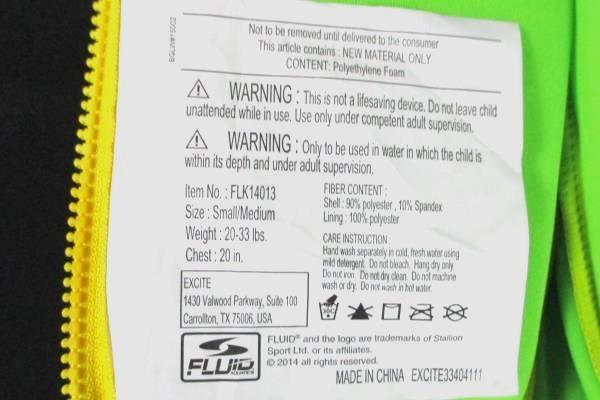 Not to be removed until delivered to the consumer
This article contains : NEW MATERIAL ONLY
CONTENT: Polyethylene Foam
WARNING : This is not a lifesaving device. Do not leave child
unattended while in use. Use only under competent adult supervision.
WARNING : Only to be used in water in which the child is
within its depth and under adult supervision.
Item No. : FLK14013
Size : Small/Medium
Weight : 20-33 lbs.
Chest : 20 in.
FIBER CONTENT :
Shell : 90% polyester , 10% Spandex
Lining : 100% polyester
CARE INSTRUCTION :
Hand wash separately in cold, fresh water using
mild detergent. Do not bleach. Hang dry only.
Do not iron. Do not dry clean. Do not machine
wash or dry. Do not wash in hot water.
EXCITE
1430 Valwood Parkway, Suite 100
Carrollton, TX 75006, USA
30C
FLUID
AQUATICS
FLUID® and the logo are trademarks of Stallion
Sport Ltd. or its affiliates.
© 2014 all rights reserved.
MADE IN CHINA EXCITE33404111